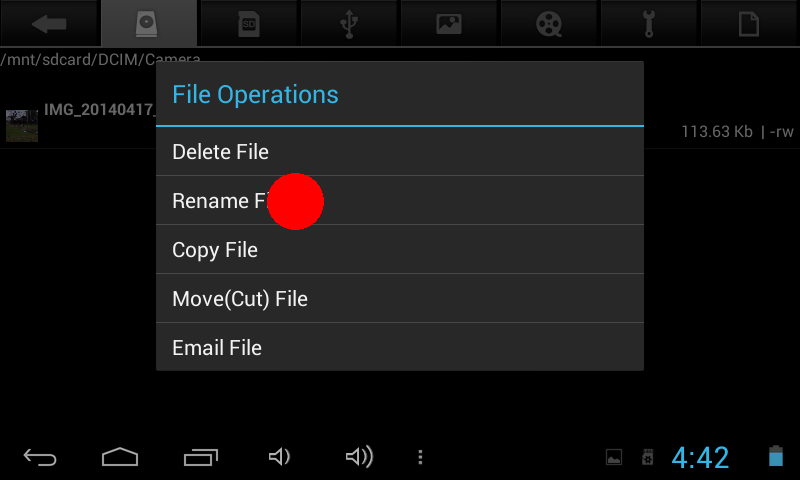 SD
/mnt/sdcard/DCIM/Camera
IMG_20140417_
113.63 Kb | -rw
File Operations
Delete File
Rename Fi
Copy File
Move(Cut) File
Email File
4:42